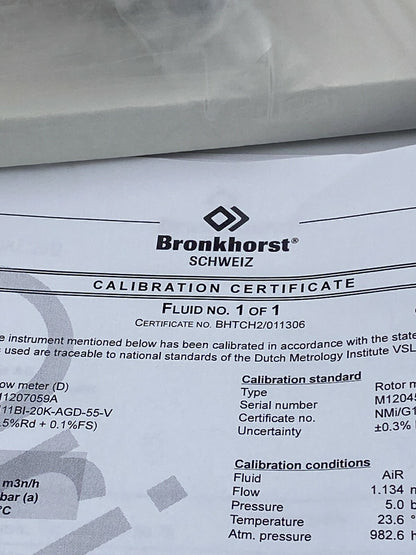 Bronkhorst®
SCHWEIZ
CALIBRATION CERTIFICATE
FLUID NO. 1 OF 1
CERTIFICATE NO. BHTCH2/011306
e instrument mentioned below has been calibrated in accordance with the state
s used are traceable to national standards of the Dutch Metrology Institute VSL
ow meter (D)
1207059A
11BI-20K-AGD-55-V
.5%Rd + 0.1%FS)
m3n/h
bar (a)
°C
Calibration standard
Type Rotor m
Serial number M12045
Certificate no. NMi/G1
Uncertainty ±0.3%
Calibration conditions
Fluid AiR
Flow 1.134
Pressure 5.0 b
Temperature 23.6 °
Atm. pressure 982.6 H